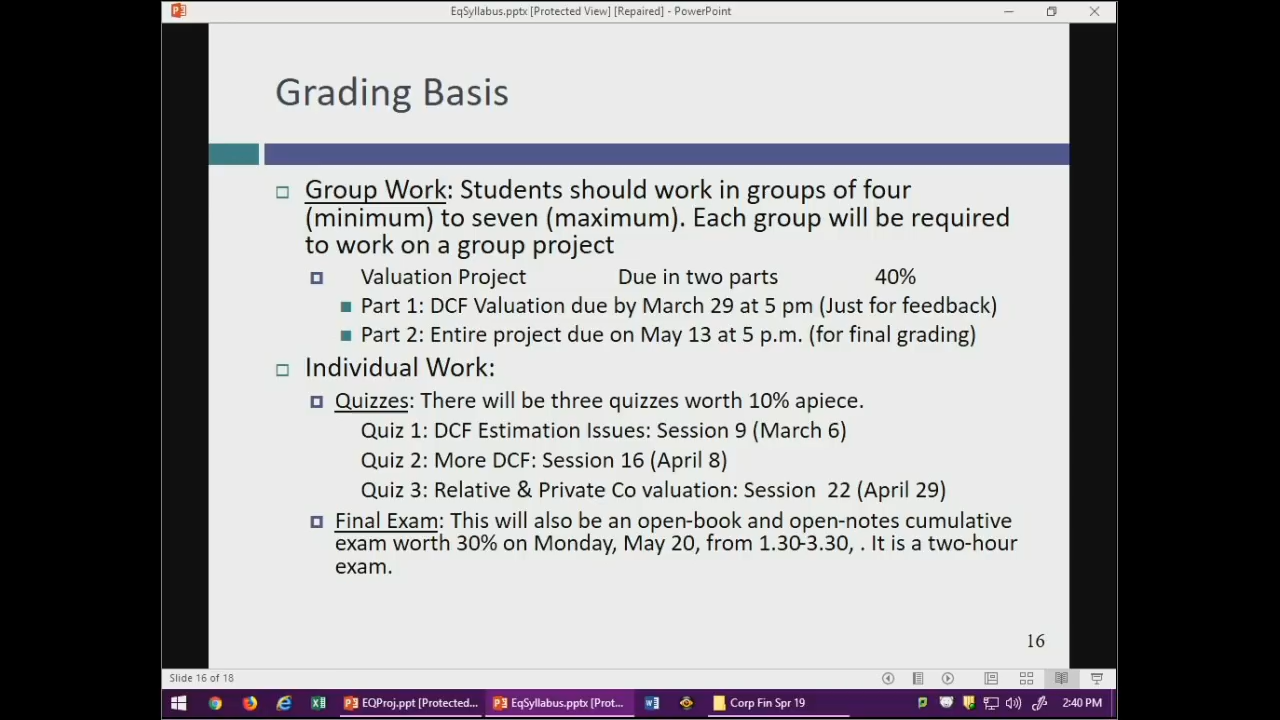 EqSyllabus.pptx [Protected View] [Repaired] - PowerPoint
Grading Basis
Group Work: Students should work in groups of four
(minimum) to seven (maximum). Each group will be required
to work on a group project
Valuation Project Due in two parts 40%
Part 1: DCF Valuation due by March 29 at 5 pm (Just for feedback)
Part 2: Entire project due on May 13 at 5 p.m. (for final grading)
Individual Work:
Quizzes: There will be three quizzes worth 10% apiece.
Quiz 1: DCF Estimation Issues: Session 9 (March 6)
Quiz 2: More DCF: Session 16 (April 8)
Quiz 3: Relative & Private Co valuation: Session 22 (April 29)
Final Exam: This will also be an open-book and open-notes cumulative
exam worth 30% on Monday, May 20, from 1.30-3.30, . It is a two-hour
exam.
16
Slide 16 of 18
EQProj.pptx [Protected... EqSyllabus.pptx [Prot... Corp Fin Spr 19 2:40 PM